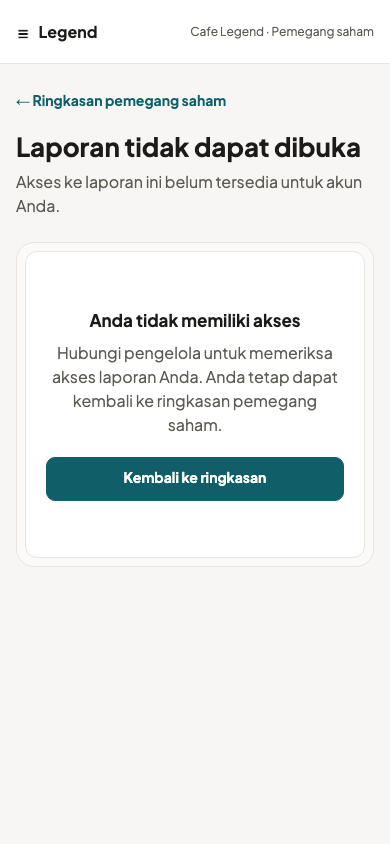 ≡ Legend
Cafe Legend · Pemegang saham
← Ringkasan pemegang saham
Laporan tidak dapat dibuka
Akses ke laporan ini belum tersedia untuk akun
Anda.
Anda tidak memiliki akses
Hubungi pengelola untuk memeriksa
akses laporan Anda. Anda tetap dapat
kembali ke ringkasan pemegang
saham.
Kembali ke ringkasan